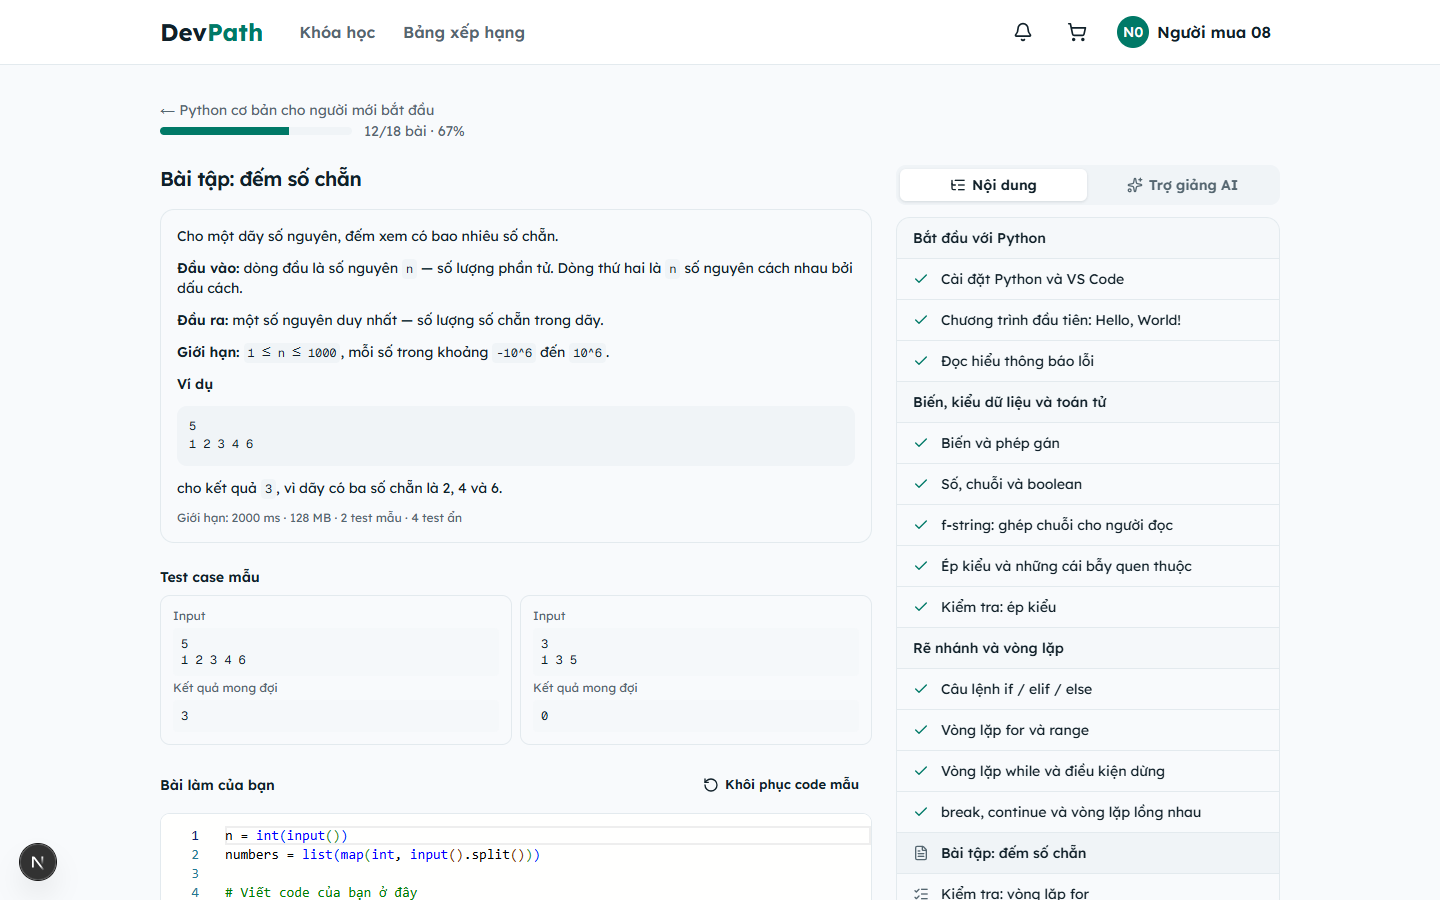 DevPath
Khóa học
Bảng xếp hạng
N0
Người mua 08
← Python cơ bản cho người mới bắt đầu
12/18 bài · 67%
Bài tập: đếm số chẵn
Cho một dãy số nguyên, đếm xem có bao nhiêu số chẵn.
Đầu vào: dòng đầu là số nguyên n — số lượng phần tử. Dòng thứ hai là n số nguyên cách nhau bởi
dấu cách.
Đầu ra: một số nguyên duy nhất — số lượng số chẵn trong dãy.
Giới hạn: 1 ≤ n ≤ 1000, mỗi số trong khoảng -10^6 đến 10^6.
Ví dụ
5
1 2 3 4 6
cho kết quả 3, vì dãy có ba số chẵn là 2, 4 và 6.
Giới hạn: 2000 ms · 128 MB · 2 test mẫu · 4 test ẩn
Test case mẫu
Input
5
1 2 3 4 6
Kết quả mong đợi
3
Input
3
1 3 5
Kết quả mong đợi
0
Bài làm của bạn
Khôi phục code mẫu
1 n = int(input())
2 numbers = list(map(int, input().split()))
3
4 # Viết code của bạn ở đây
Nội dung
Trợ giảng AI
Bắt đầu với Python
Cài đặt Python và VS Code
Chương trình đầu tiên: Hello, World!
Đọc hiểu thông báo lỗi
Biến, kiểu dữ liệu và toán tử
Biến và phép gán
Số, chuỗi và boolean
f-string: ghép chuỗi cho người đọc
Ép kiểu và những cái bẫy quen thuộc
Kiểm tra: ép kiểu
Rẽ nhánh và vòng lặp
Câu lệnh if / elif / else
Vòng lặp for và range
Vòng lặp while và điều kiện dừng
break, continue và vòng lặp lồng nhau
Bài tập: đếm số chẵn
Kiểm tra: vòng lặp for
N